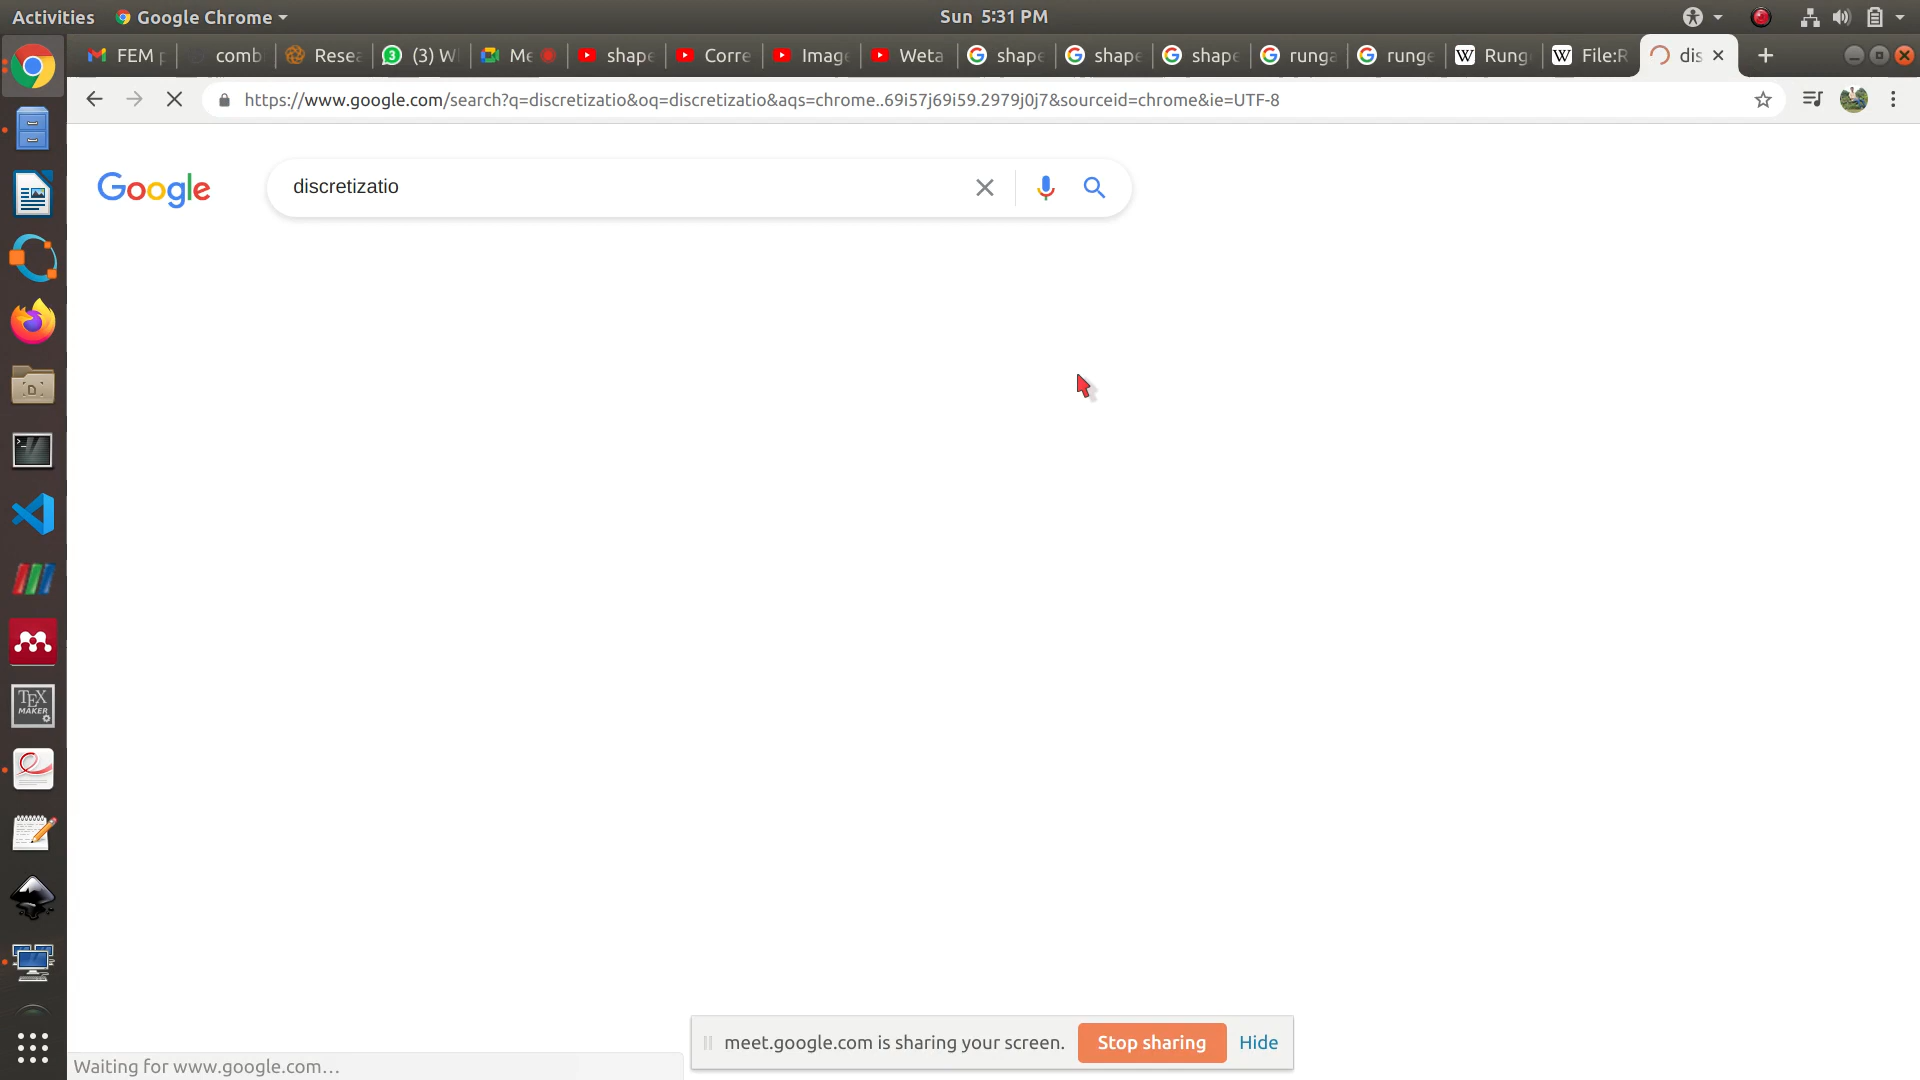 Activities Google Chrome Sun 5:31 PM
FEM comb Resea (3) W Me shape Corre Image Weta shape shape shape runga runge Rung File:R dis
https://www.google.com/search?q=discretizatio&oq=discretizatio&aqs=chrome..69i57j69i59.2979j0j7&sourceid=chrome&ie=UTF-8
Google discretizatio
TEX
MAKER
meet.google.com is sharing your screen. Stop sharing Hide
Waiting for www.google.com...